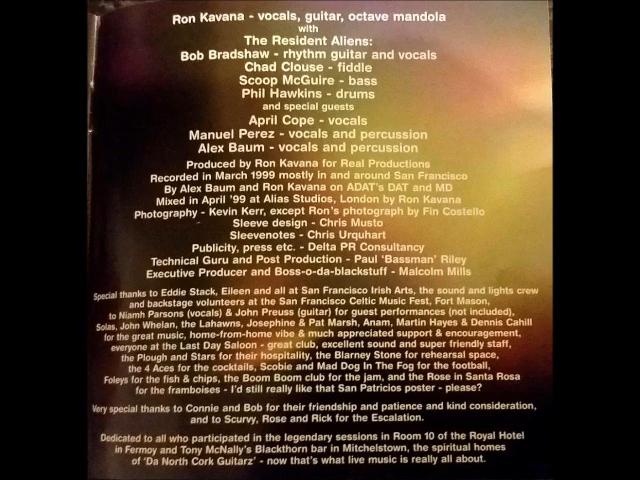 Ron Kavana - vocals, guitar, octave mandola
with
The Resident Aliens:
Bob Bradshaw - rhythm guitar and vocals
Chad Clouse - fiddle
Scoop McGuire - bass
Phil Hawkins - drums
and special guests
April Cope - vocals
Manuel Perez - vocals and percussion
Alex Baum - vocals and percussion
Produced by Ron Kavana for Real Productions
Recorded in March 1999 mostly in and around San Francisco
By Alex Baum and Ron Kavana on ADAT's DAT and MD
Mixed in April '99 at Alias Studios, London by Ron Kavana
Photography - Kevin Kerr, except Ron's photograph by Fin Costello
Sleeve design - Chris Musto
Sleevenotes - Chris Urquhart
Publicity, press etc. - Delta PR Consultancy
Technical Guru and Post Production - Paul 'Bassman' Riley
Executive Producer and Boss-o-da-blackstuff - Malcolm Mills
Special thanks to Eddie Stack, Eileen and all at San Francisco Irish Arts, the sound and lights crew
and backstage volunteers at the San Francisco Celtic Music Fest, Fort Mason,
to Niamh Parsons (vocals) & John Preuss (guitar) for guest performances (not included),
Solas, John Whelan, the Lahawns, Josephine & Pat Marsh, Anam, Martin Hayes & Dennis Cahill
for the great music, home-from-home vibe & much appreciated support & encouragement,
everyone at the Last Day Saloon - great club, excellent sound and super friendly staff,
the Plough and Stars for their hospitality, the Blarney Stone for rehearsal space,
the 4 Aces for the cocktails, Scobie and Mad Dog In The Fog for the football,
Foleys for the fish & chips, the Boom Boom club for the jam, and the Rose in Santa Rosa
for the framboises - I'd still really like that San Patricios poster - please?
Very special thanks to Connie and Bob for their friendship and patience and kind consideration,
and to Scurvy, Rose and Rick for the Escalation.
Dedicated to all who participated in the legendary sessions in Room 10 of the Royal Hotel
in Fermoy and Tony McNally's Blackthorn bar in Mitchelstown, the spiritual homes
of 'Da North Cork Guitarz' - now that's what live music is really all about.